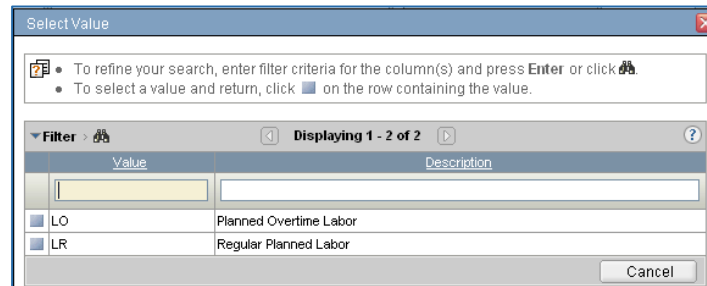 Select Value
To refine your search, enter filter criteria for the column(s) and press Enter or click .
To select a value and return, click on the row containing the value.
Filter > Displaying 1 - 2 of 2 ?
Value Description
LO Planned Overtime Labor
LR Regular Planned Labor
Cancel